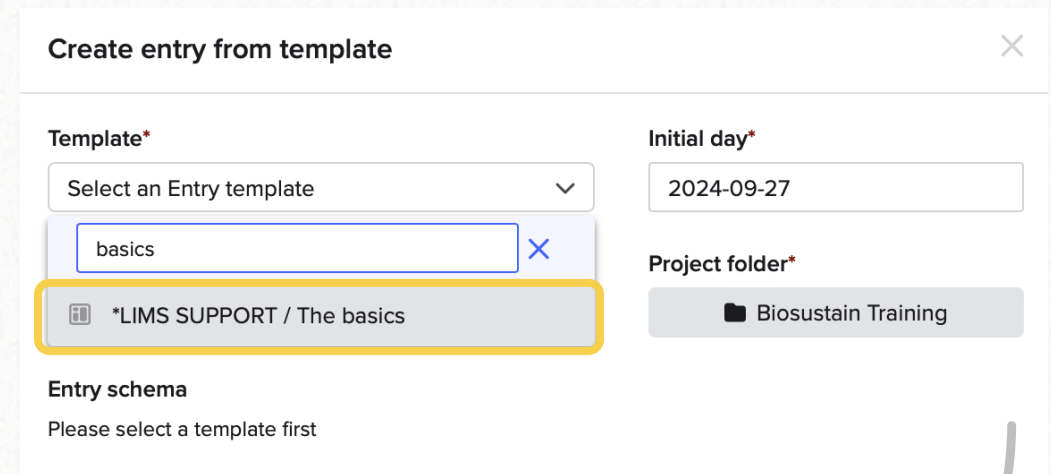 Create entry from template
Template*
Initial day*
Select an Entry template
2024-09-27
basics
Project folder*
*LIMS SUPPORT / The basics
Biosustain Training
Entry schema
Please select a template first